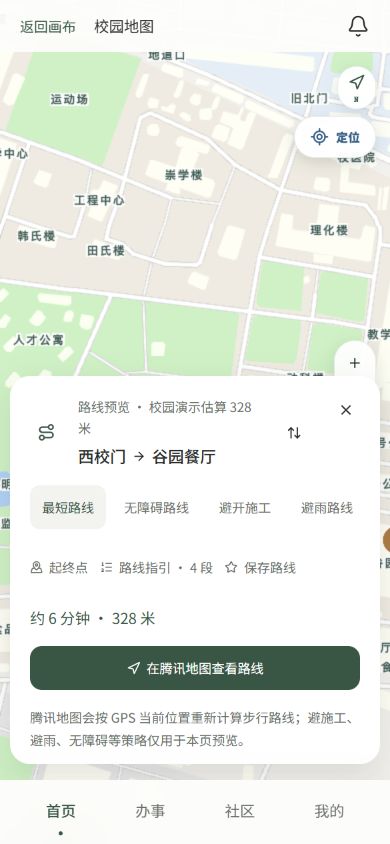 返回画布 校园地图
地道口
运动场
N
旧北门
定位
校医院
中心
崇学楼
工程中心
理化楼
韩氏楼
田氏楼
人才公寓
教学
+
路线预览 · 校园演示估算 328
米
西校门 → 谷园餐厅
最短路线 无障碍路线 避开施工 避雨路线
起终点 路线指引 · 4 段 保存路线
约 6 分钟 · 328 米
在腾讯地图查看路线
腾讯地图会按 GPS 当前位置重新计算步行路线；避施工、
避雨、无障碍等策略仅用于本页预览。
首页 办事 社区 我的